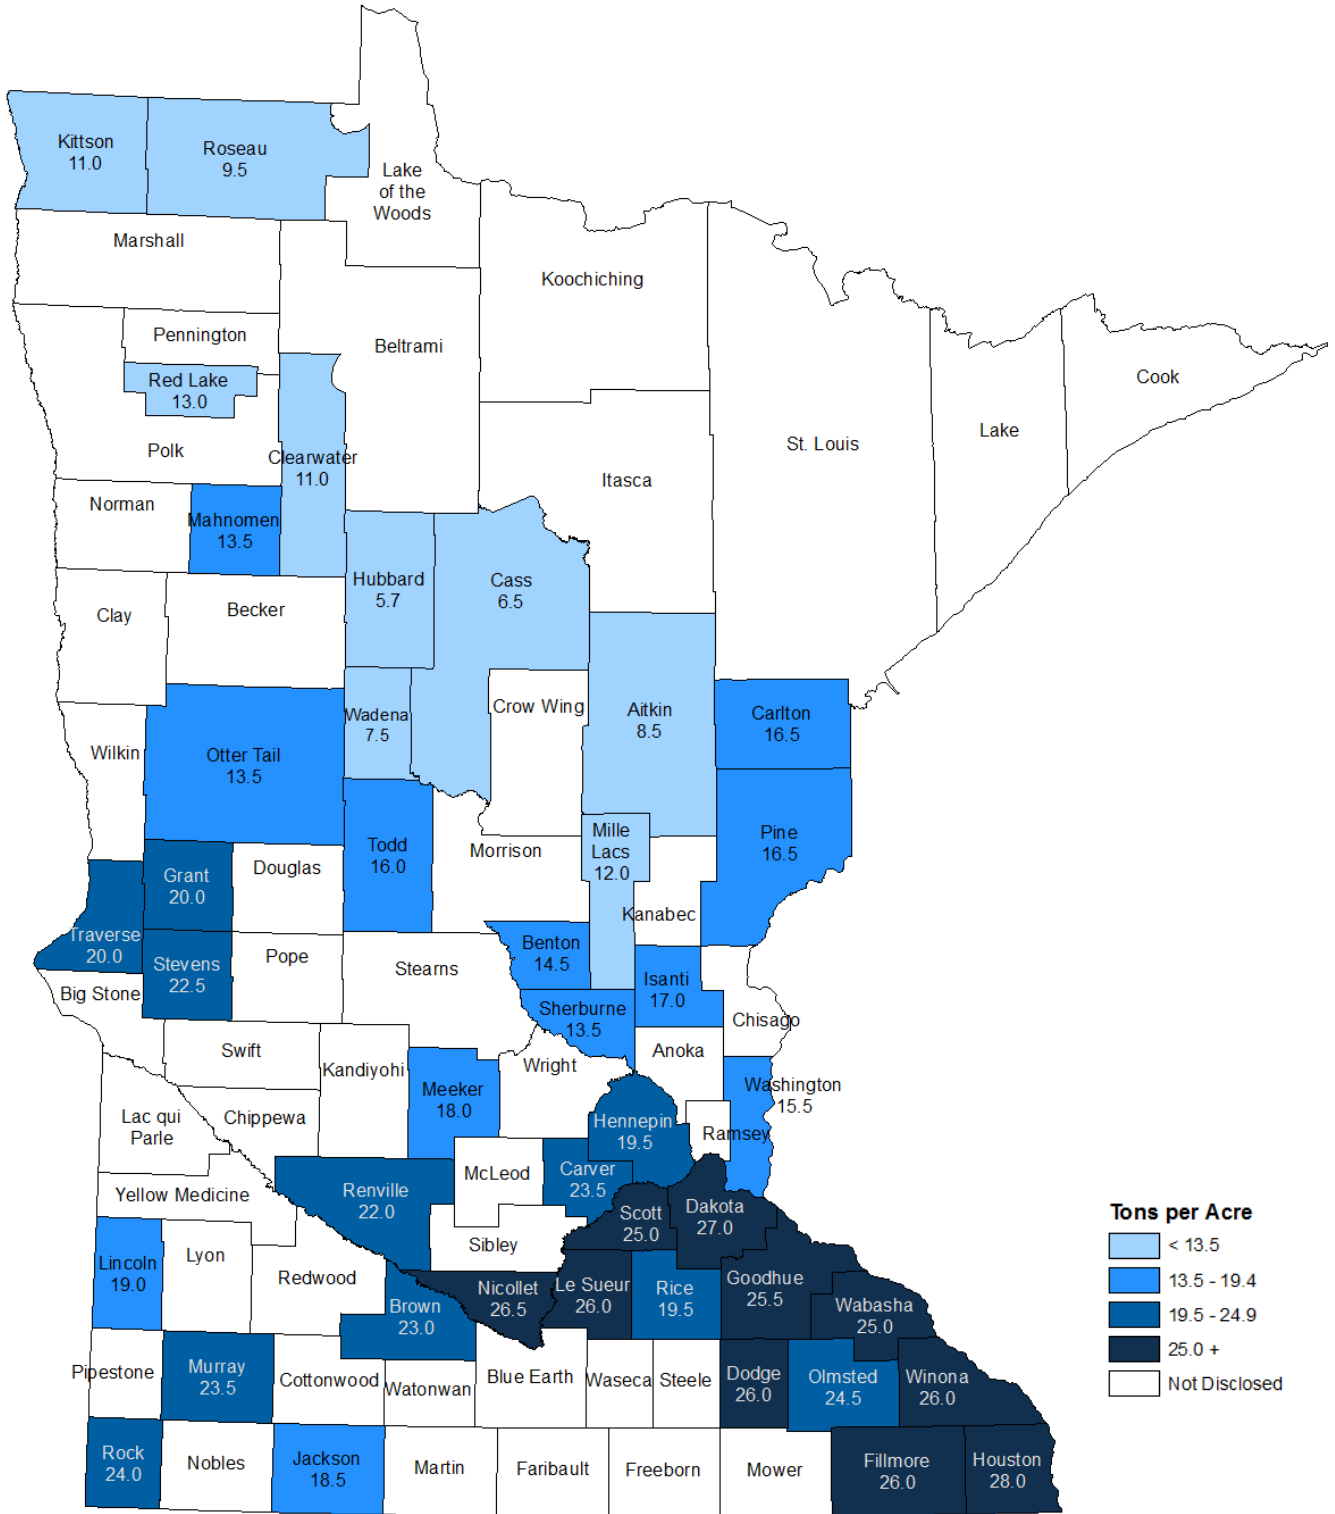 Kittson
11.0
Roseau
9.5
Lake
of the
Woods
Marshall
Koochiching
Pennington
Beltrami
Red Lake
13.0
Cook
Lake
St. Louis
Polk
Clearwater
11.0
Itasca
Norman
Mahnomen
13.5
Hubbard
5.7
Cass
6.5
Clay
Becker
Crow Wing
Wadena
7.5
Aitkin
8.5
Carlton
16.5
Wilkin
Otter Tail
13.5
Todd
16.0
Morrison
Mille
Lacs
12.0
Pine
16.5
Grant
20.0
Douglas
Kanabec
Traverse
20.0
Stevens
22.5
Pope
Stearns
Benton
14.5
Isanti
17.0
Big Stone
Sherburne
13.5
Chisago
Swift
Kandiyohi
Wright
Anoka
Meeker
18.0
Washington
15.5
Lac qui
Parle
Chippewa
Hennepin
19.5
Ramsey
McLeod
Carver
23.5
Yellow Medicine
Renville
22.0
Scott
25.0
Dakota
27.0
Lincoln
19.0
Lyon
Sibley
Redwood
Nicollet
26.5
Le Sueur
26.0
Rice
19.5
Goodhue
25.5
Brown
23.0
Wabasha
25.0
Pipestone
Murray
23.5
Cottonwood
Watonwan
Blue Earth
Waseca
Steele
Dodge
26.0
Olmsted
24.5
Winona
26.0
Rock
24.0
Nobles
Jackson
18.5
Martin
Faribault
Freeborn
Mower
Fillmore
26.0
Houston
28.0
Tons per Acre
< 13.5
13.5 - 19.4
19.5 - 24.9
25.0 +
Not Disclosed